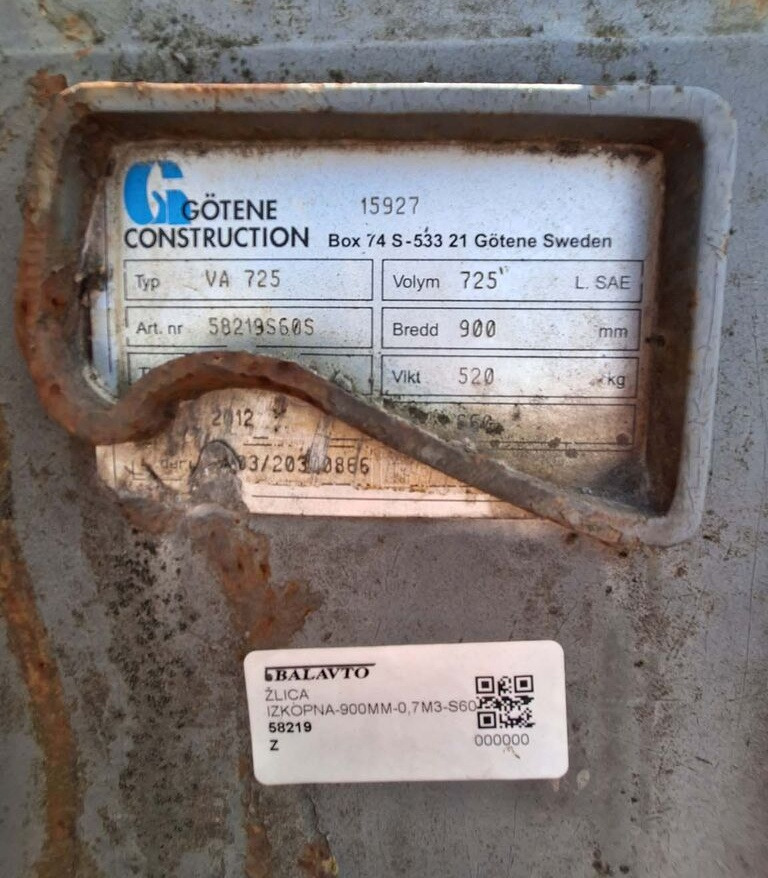 GÖTENE 15927
CONSTRUCTION Box 74 S-533 21 Götene Sweden
Typ VA 725 Volym 725 L. SAE
Art. nr 58219S60S Bredd 900 mm
Vikt 520 kg
2012
BALAVTO
ŽLICA
IZKOPNA-900MM-0,7M3-S60
58219
Z
000000